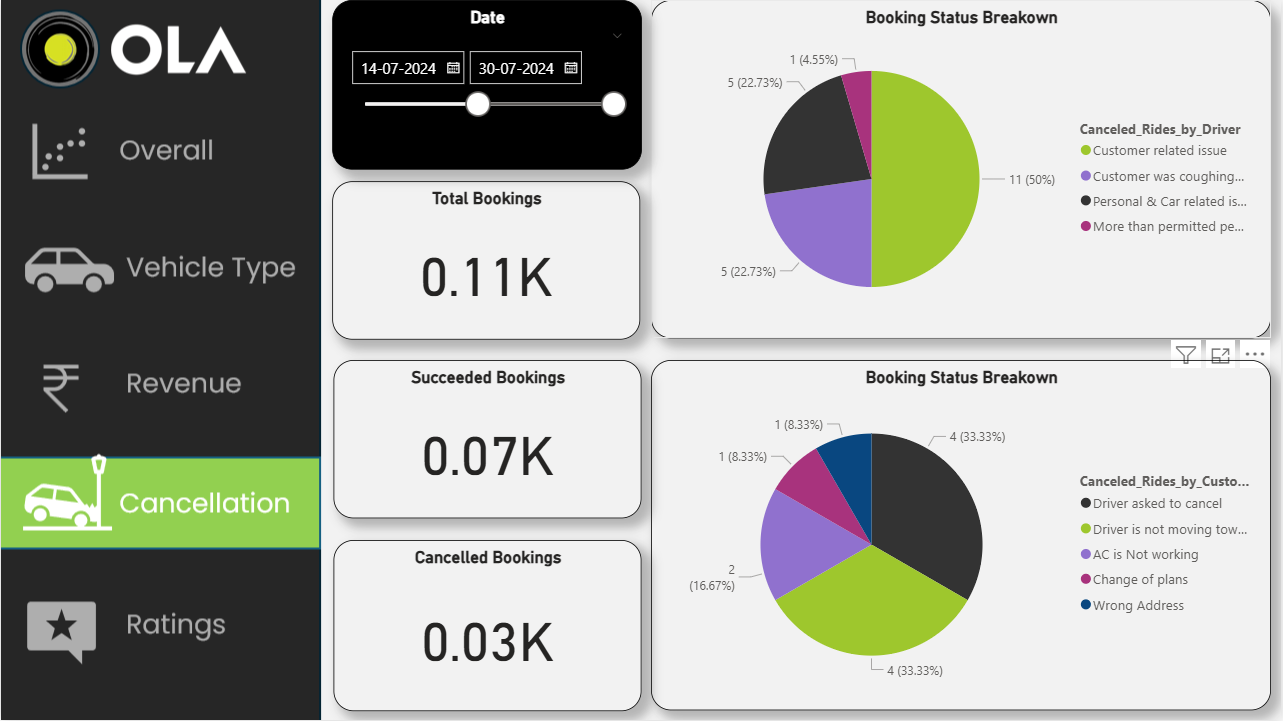 OLA
Overall
Vehicle Type
Revenue
Cancellation
Ratings
Date
14-07-2024
30-07-2024
Total Bookings
0.11K
Succeeded Bookings
0.07K
Cancelled Bookings
0.03K
Booking Status Breakown
1 (4.55%)
5 (22.73%)
11 (50%)
5 (22.73%)
Canceled_Rides_by_Driver
Customer related issue
Customer was coughing...
Personal & Car related is...
More than permitted pe...
Booking Status Breakown
1 (8.33%)
4 (33.33%)
1 (8.33%)
2
(16.67%)
4 (33.33%)
Canceled_Rides_by_Custo...
Driver asked to cancel
Driver is not moving tow...
AC is Not working
Change of plans
Wrong Address